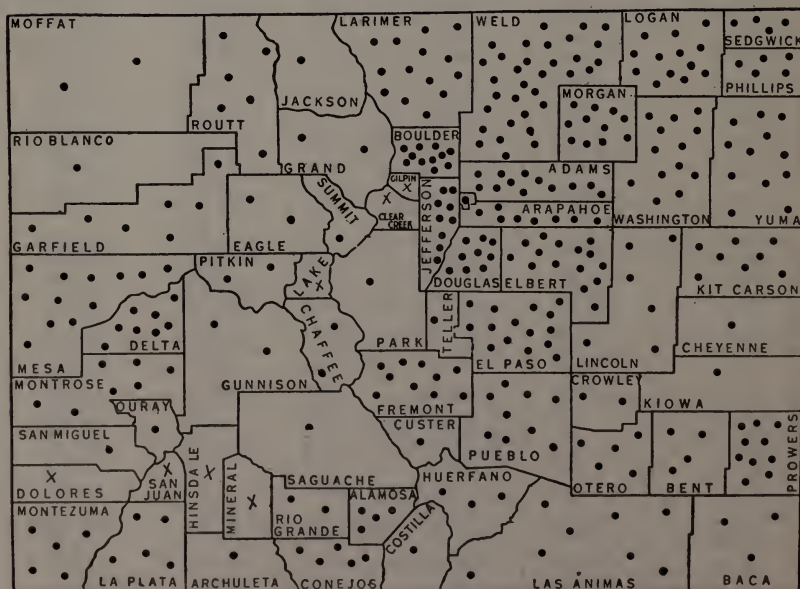 MOFFAT
LARIMER
WELD
LOGAN
SEDGWICK
PHILLIPS
JACKSON
ROUTT
MORGAN
RIO BLANCO
BOULDER
GRAND
GILPIN
ADAMS
SUMMIT
JEFFERSON
CLEAR
CREEK
ARAPAHOE
WASHINGTON
YUMA
GARFIELD
EAGLE
PITKIN
LAKE
DOUGLAS
ELBERT
KIT CARSON
CHAFFEE
TELLER
DELTA
PARK
MESA
EL PASO
LINCOLN
CHEYENNE
MONTROSE
GUNNISON
CROWLEY
OURAY
FREMONT
KIOWA
CUSTER
SAN MIGUEL
PUEBLO
PROWERS
HINSDALE
MINERAL
SAGUACHE
HUERFANO
DOLORES
SAN
JUAN
ALAMOSA
OTERO
BENT
MONTEZUMA
RIO
GRANDE
COSTILLA
LA PLATA
ARCHULETA
CONEJOS
LAS ÁNIMAS
BACA